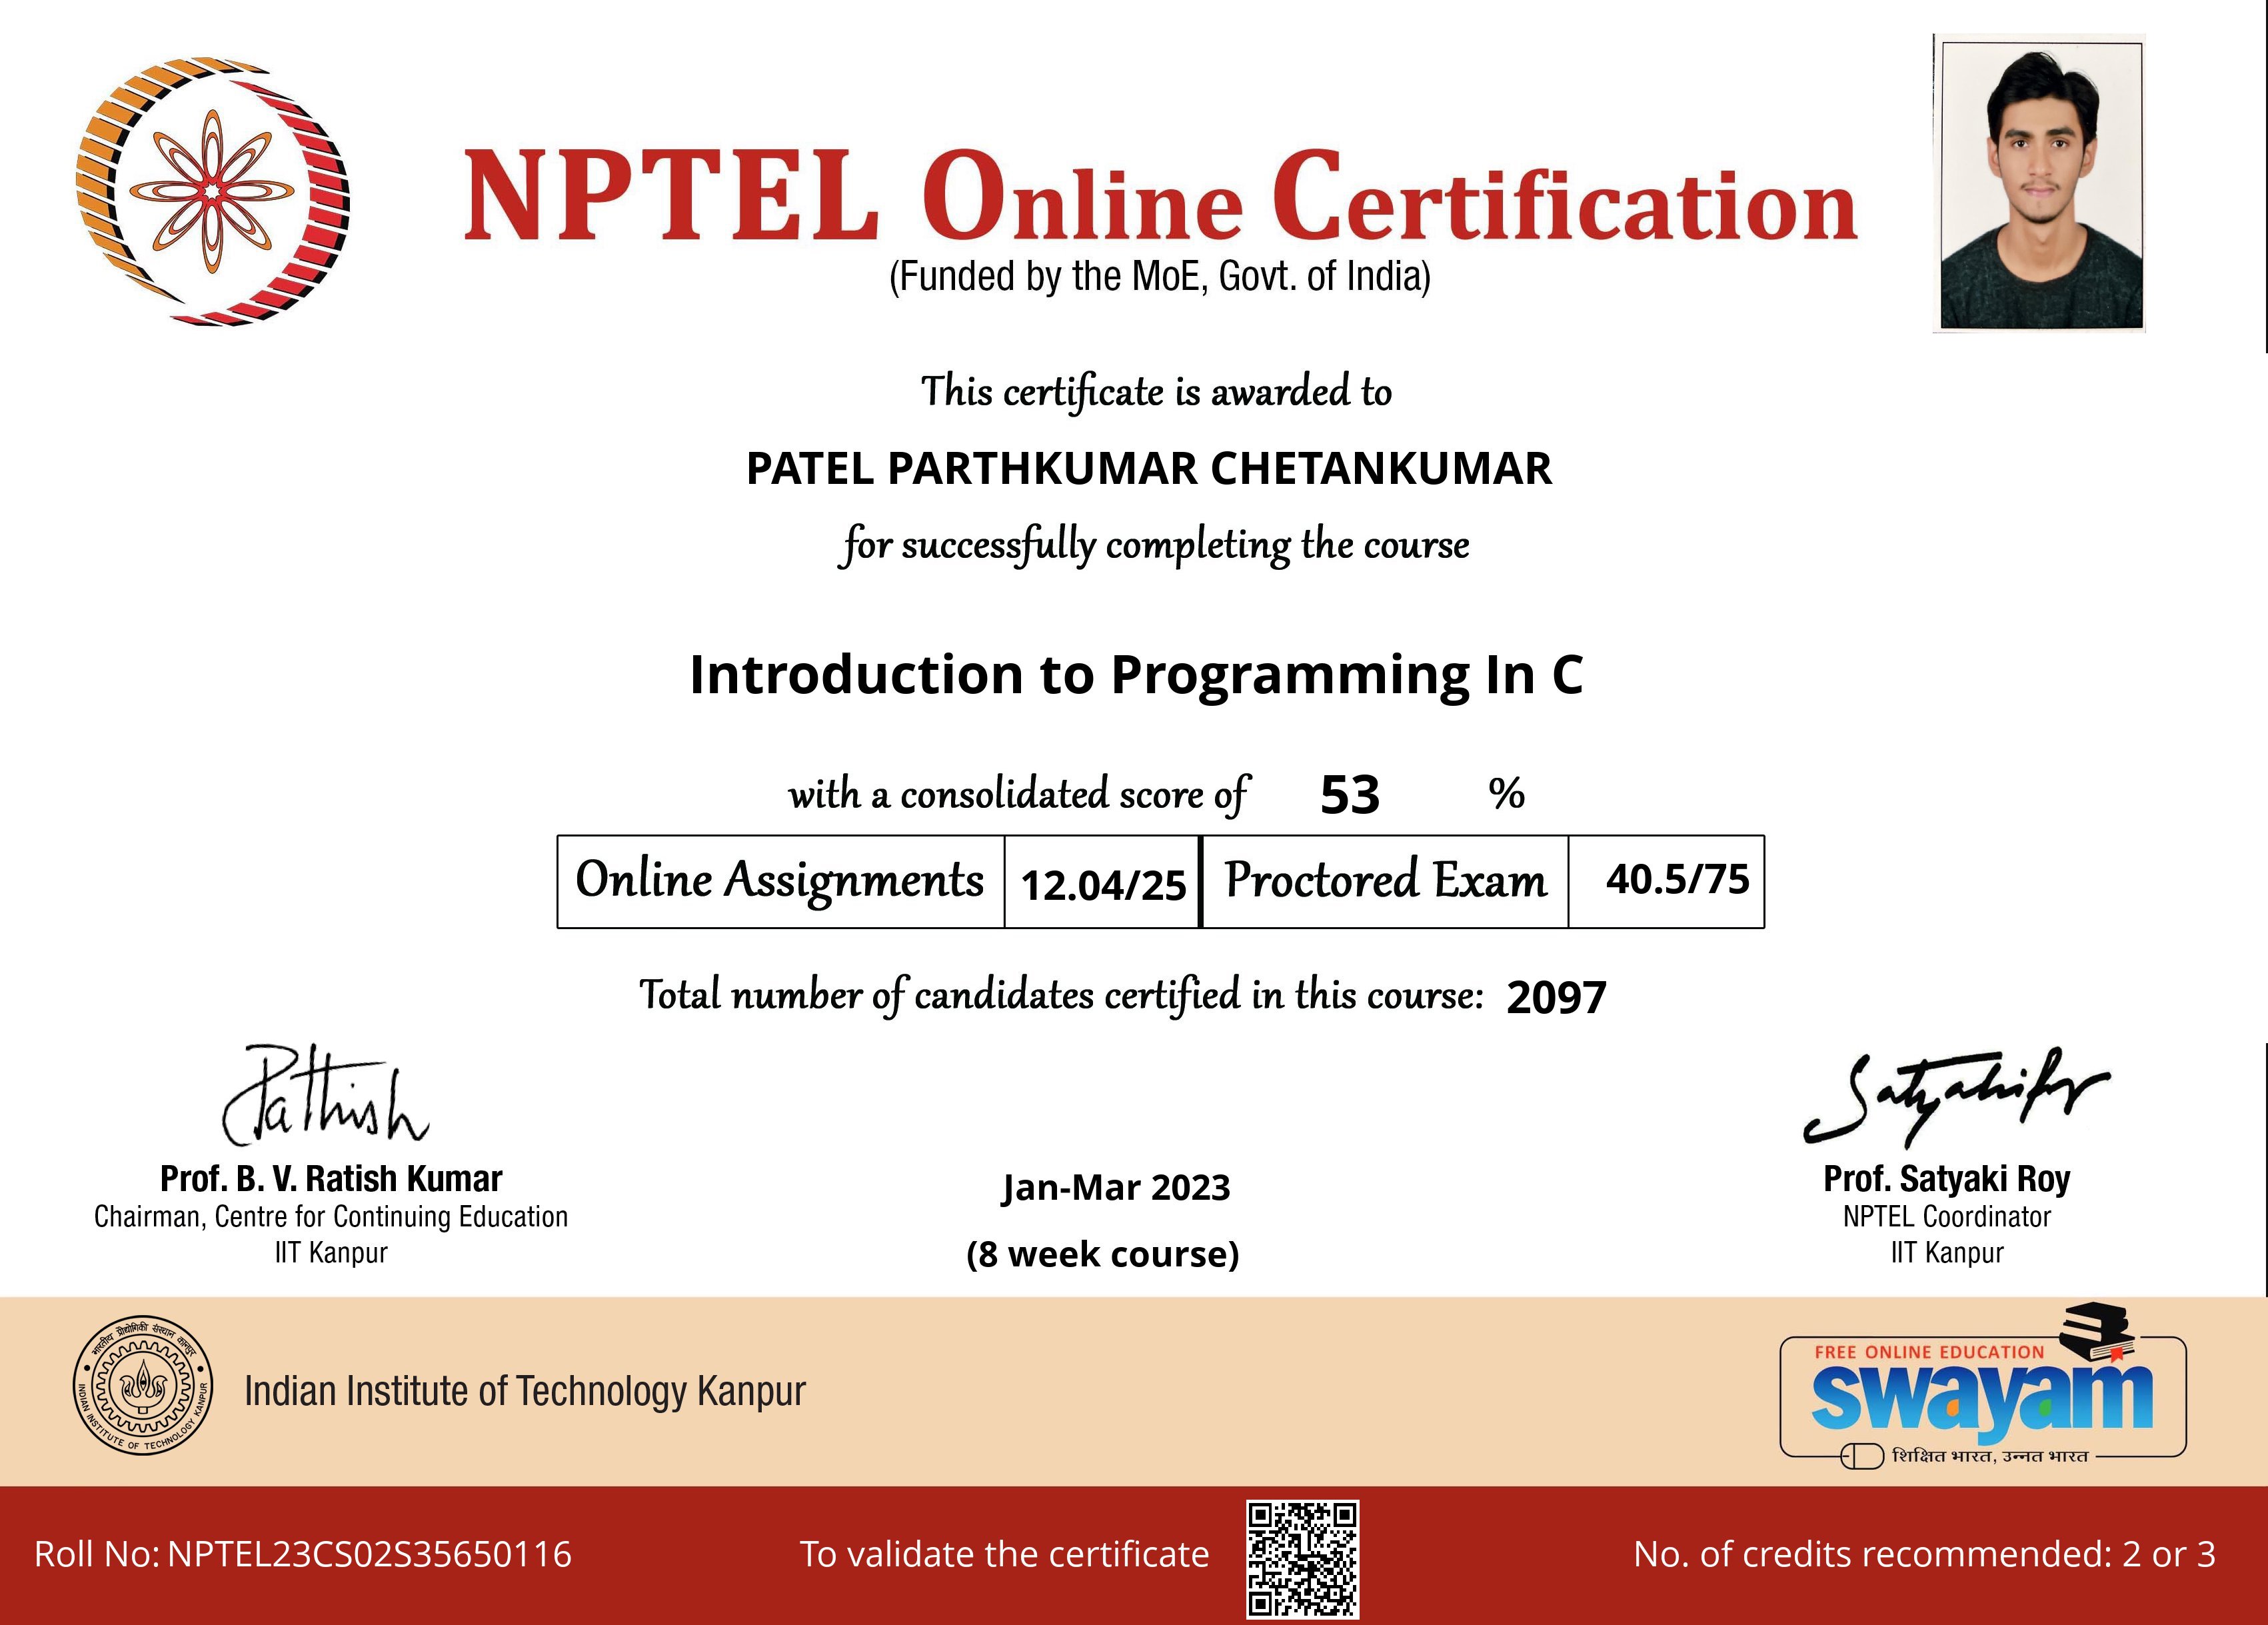 NPTEL Online Certification
(Funded by the MoE, Govt. of India)
This certificate is awarded to
PATEL PARTHKUMAR CHETANKUMAR
for successfully completing the course
Introduction to Programming In C
with a consolidated score of 53 %
Online Assignments 12.04/25 Proctored Exam 40.5/75
Total number of candidates certified in this course: 2097
Prof. B. V. Ratish Kumar
Chairman, Centre for Continuing Education
IIT Kanpur
Jan-Mar 2023
(8 week course)
Prof. Satyaki Roy
NPTEL Coordinator
IIT Kanpur
भारतीय प्रौद्योगिकी संस्थान कानपुर
INDIAN INSTITUTE OF TECHNOLOGY KANPUR
Indian Institute of Technology Kanpur
FREE ONLINE EDUCATION
swayam
शिक्षित भारत, उन्नत भारत
Roll No: NPTEL23CS02S35650116
To validate the certificate
No. of credits recommended: 2 or 3